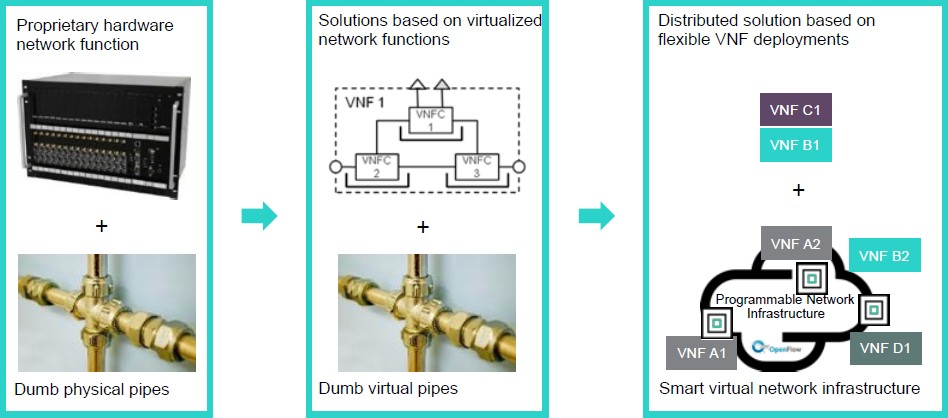 Proprietary hardware
network function
+
Dumb physical pipes
Solutions based on virtualized
network functions
VNF 1
VNFC
1
VNFC
2
VNFC
3
+
Dumb virtual pipes
Distributed solution based on
flexible VNF deployments
VNF C1
VNF B1
+
VNF A2
VNF B2
Programmable Network
Infrastructure
VNF A1
OpenFlow
VNF D1
Smart virtual network infrastructure